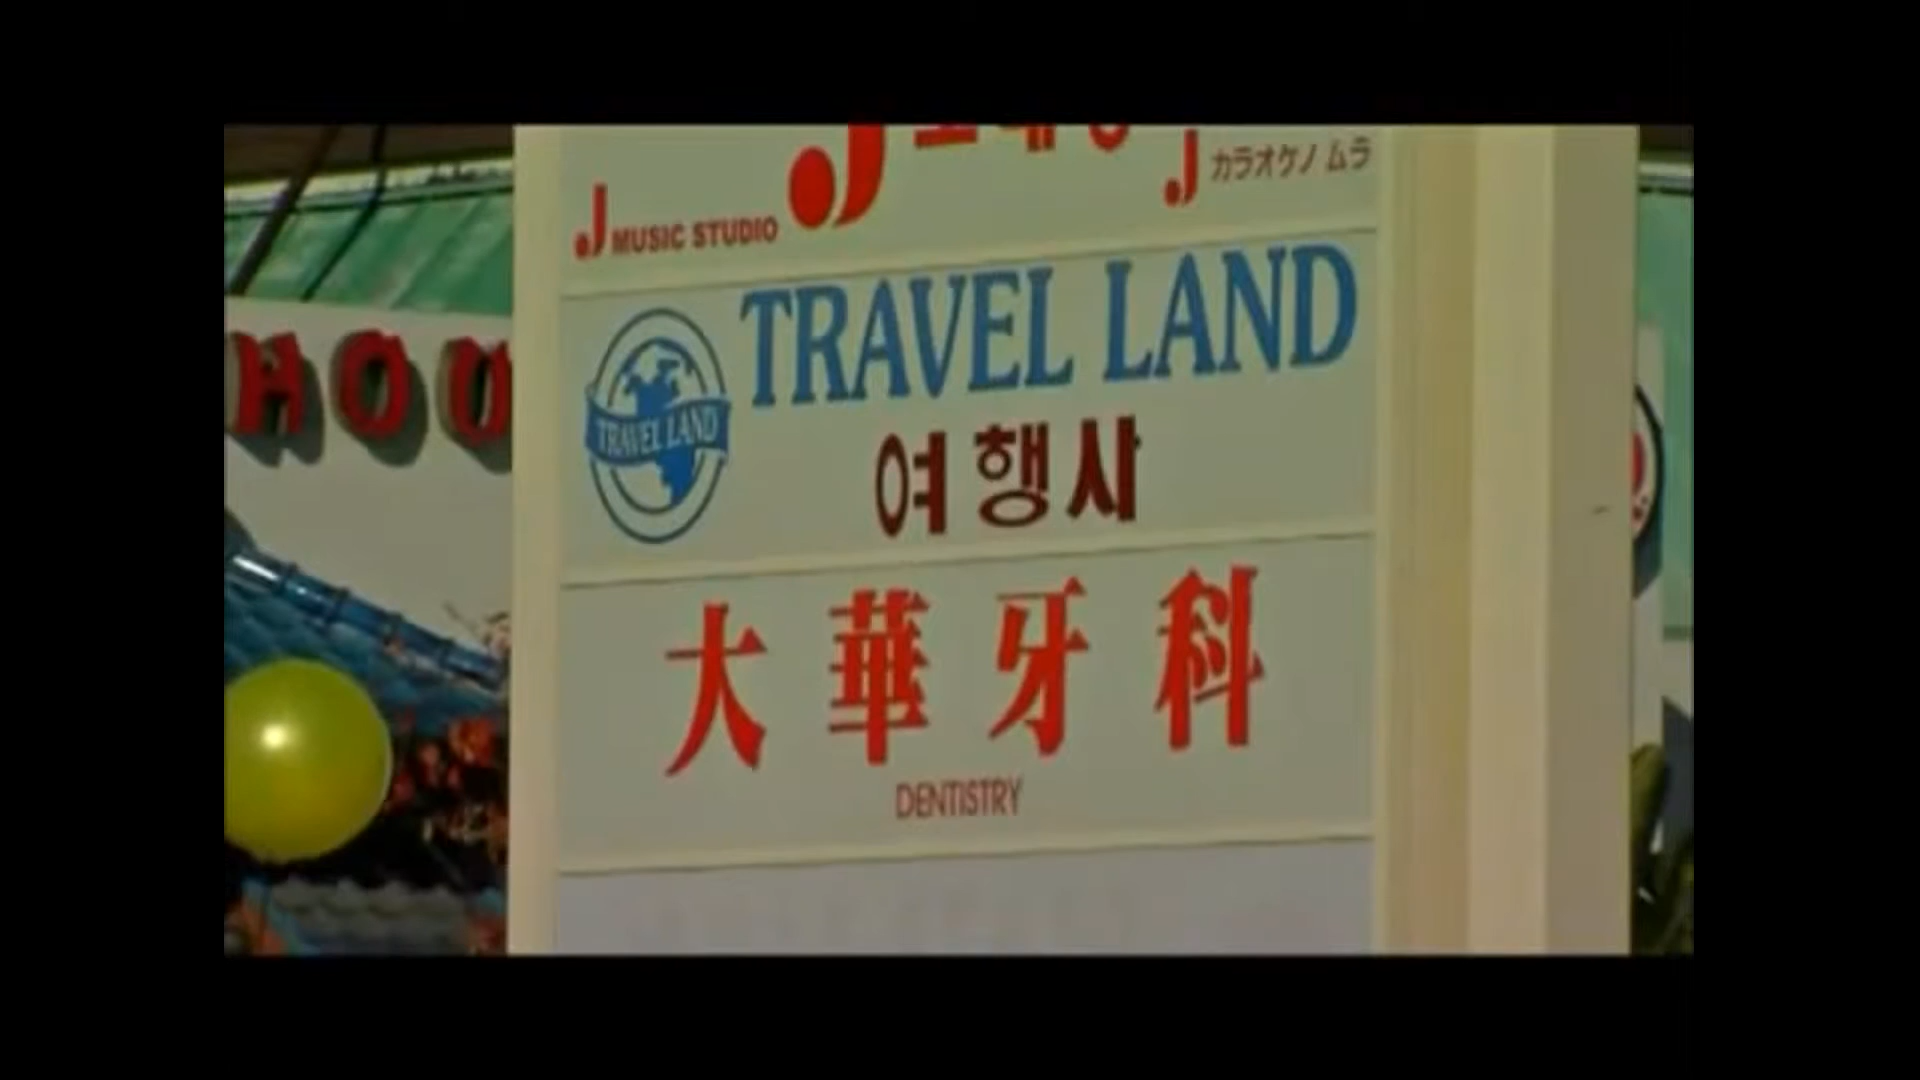 J MUSIC STUDIO
J
J カラオケノ ムラ
TRAVEL LAND
TRAVEL LAND
여행사
大華牙科
DENTISTRY
HOU